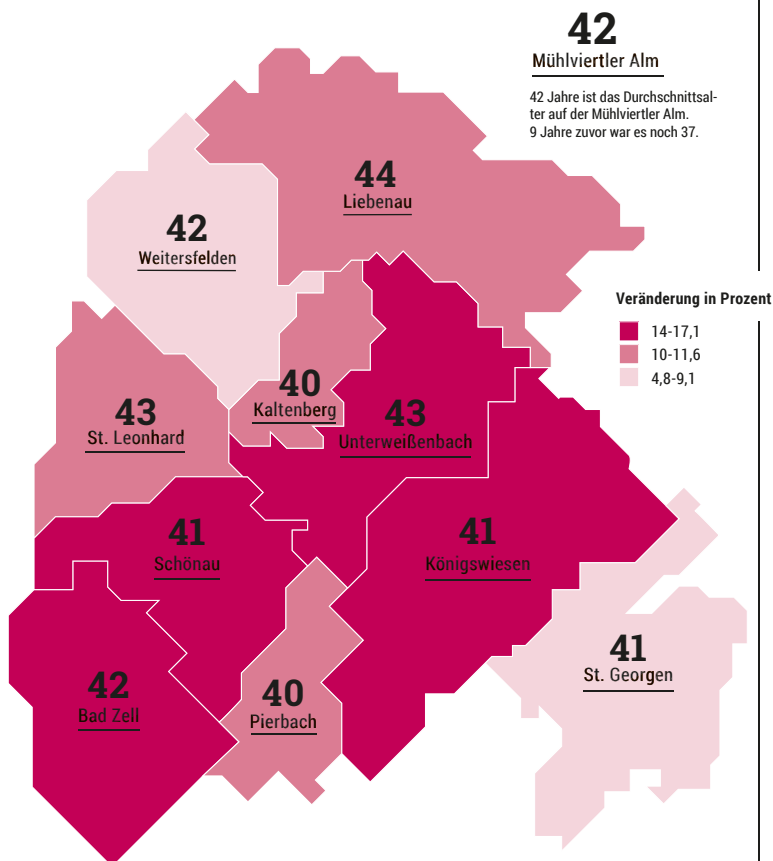 42
Mühlviertler Alm
42 Jahre ist das Durchschnittsal-
ter auf der Mühlviertler Alm.
9 Jahre zuvor war es noch 37.
44
Liebenau
42
Weitersfelden
Veränderung in Prozent
14-17,1
10-11,6
4,8-9,1
40
Kaltenberg
43
St. Leonhard
43
Unterweißenbach
41
Schönau
41
Königswiesen
41
St. Georgen
42
Bad Zell
40
Pierbach